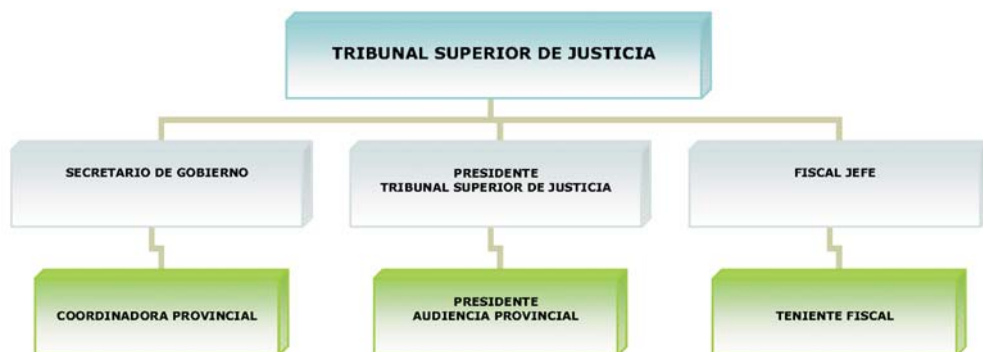 TRIBUNAL SUPERIOR DE JUSTICIA
SECRETARIO DE GOBIERNO
PRESIDENTE
TRIBUNAL SUPERIOR DE JUSTICIA
FISCAL JEFE
COORDINADORA PROVINCIAL
PRESIDENTE
AUDIENCIA PROVINCIAL
TENIENTE FISCAL